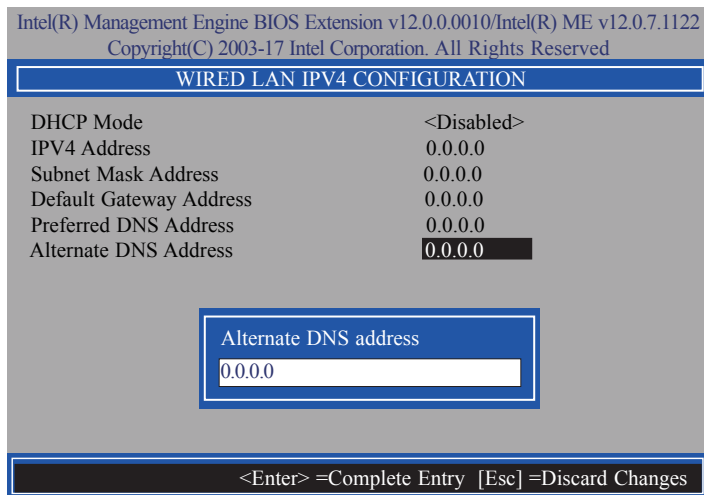 Intel(R) Management Engine BIOS Extension v12.0.0.0010/Intel(R) ME v12.0.7.1122
Copyright(C) 2003-17 Intel Corporation. All Rights Reserved
WIRED LAN IPV4 CONFIGURATION
DHCP Mode <Disabled>
IPV4 Address 0.0.0.0
Subnet Mask Address 0.0.0.0
Default Gateway Address 0.0.0.0
Preferred DNS Address 0.0.0.0
Alternate DNS Address 0.0.0.0
Alternate DNS address
0.0.0.0
<Enter> =Complete Entry [Esc] =Discard Changes